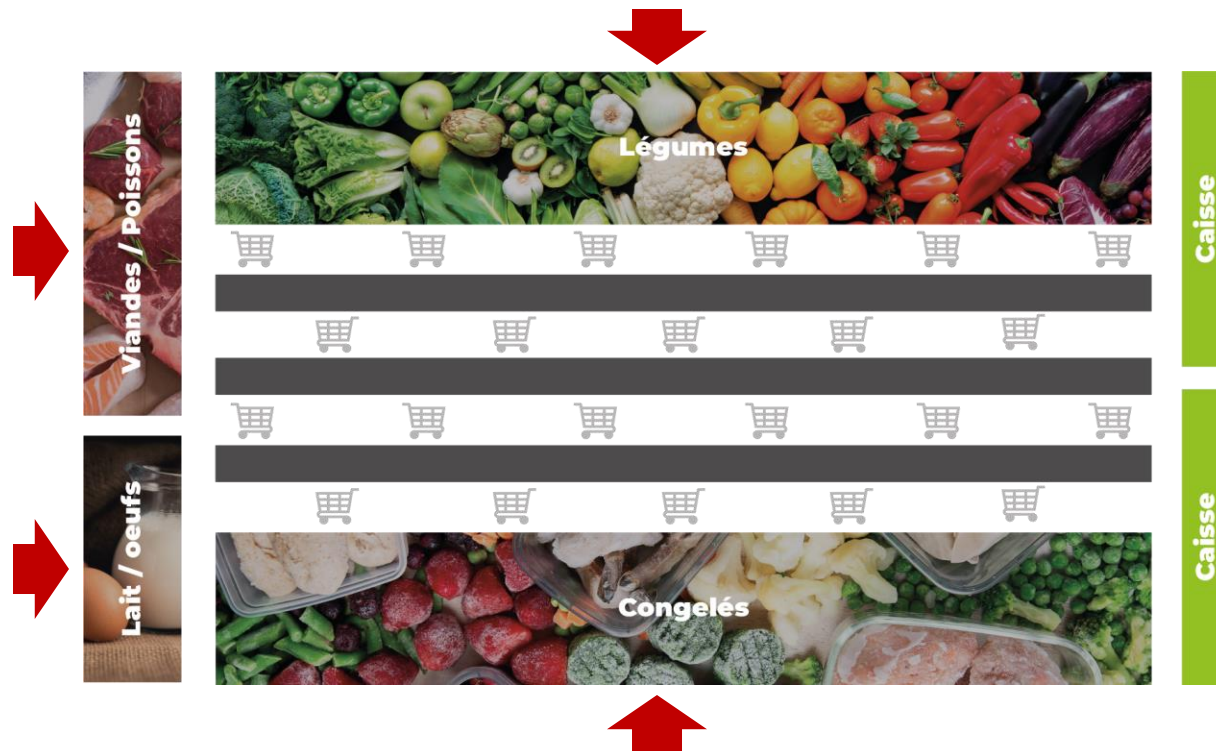 Viandes / Poissons
Légumes
Caisse
Lait / oeufs
Congelés
Caisse